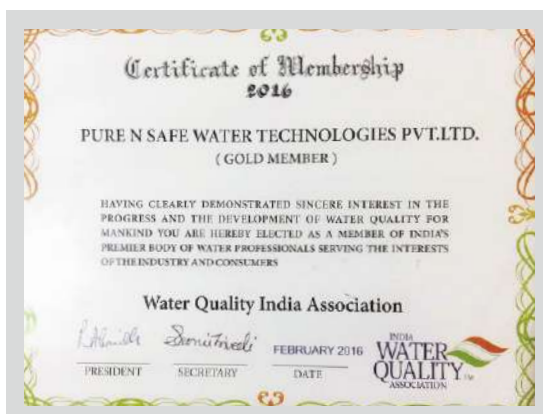 Certificate of Membership
2016
PURE N SAFE WATER TECHNOLOGIES PVT.LTD.
( GOLD MEMBER )
HAVING CLEARLY DEMONSTRATED SINCERE INTEREST IN THE
PROGRESS AND THE DEVELOPMENT OF WATER QUALITY FOR
MANKIND YOU ARE HEREBY ELECTED AS A MEMBER OF INDIA'S
PREMIER BODY OF WATER PROFESSIONALS SERVING THE INTERESTS
OF THE INDUSTRY AND CONSUMERS
Water Quality India Association
FEBRUARY 2016
PRESIDENT SECRETARY DATE
INDIA
WATER
QUALITY TM
ASSOCIATION